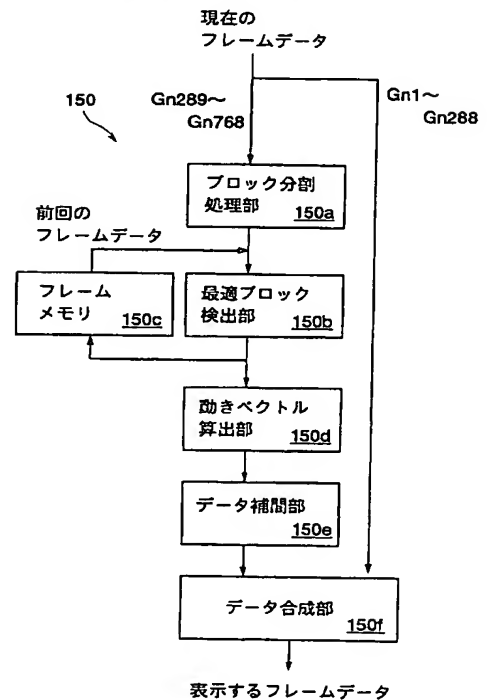 現在の
フレームデータ
150
Gn289～
Gn768
Gn1～
Gn288
ブロック分割
処理部 150a
前回の
フレームデータ
フレーム
メモリ 150c
最適ブロック
検出部 150b
動きベクトル
算出部 150d
データ補間部
150e
データ合成部
150f
表示するフレームデータ